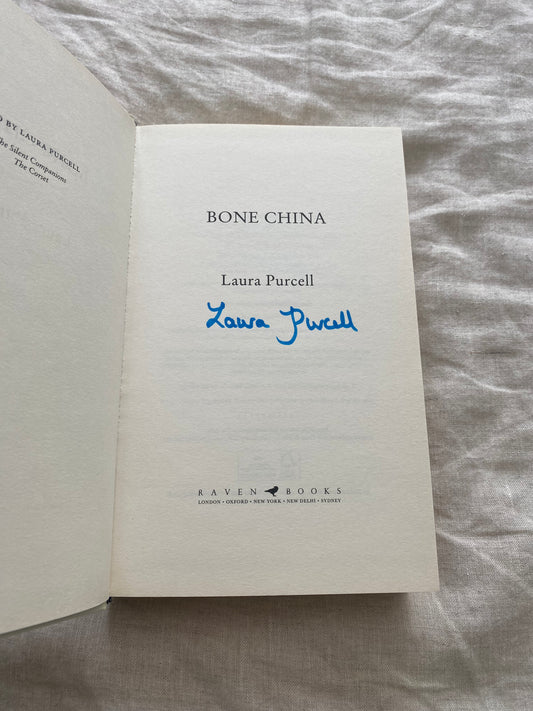 O BY LAURA PURCELL
The Silent Companions
The Corset
BONE CHINA
Laura Purcell
Laura Purcell
RAVEN BOOKS
LONDON • OXFORD • NEW YORK • NEW DELHI • SYDNEY